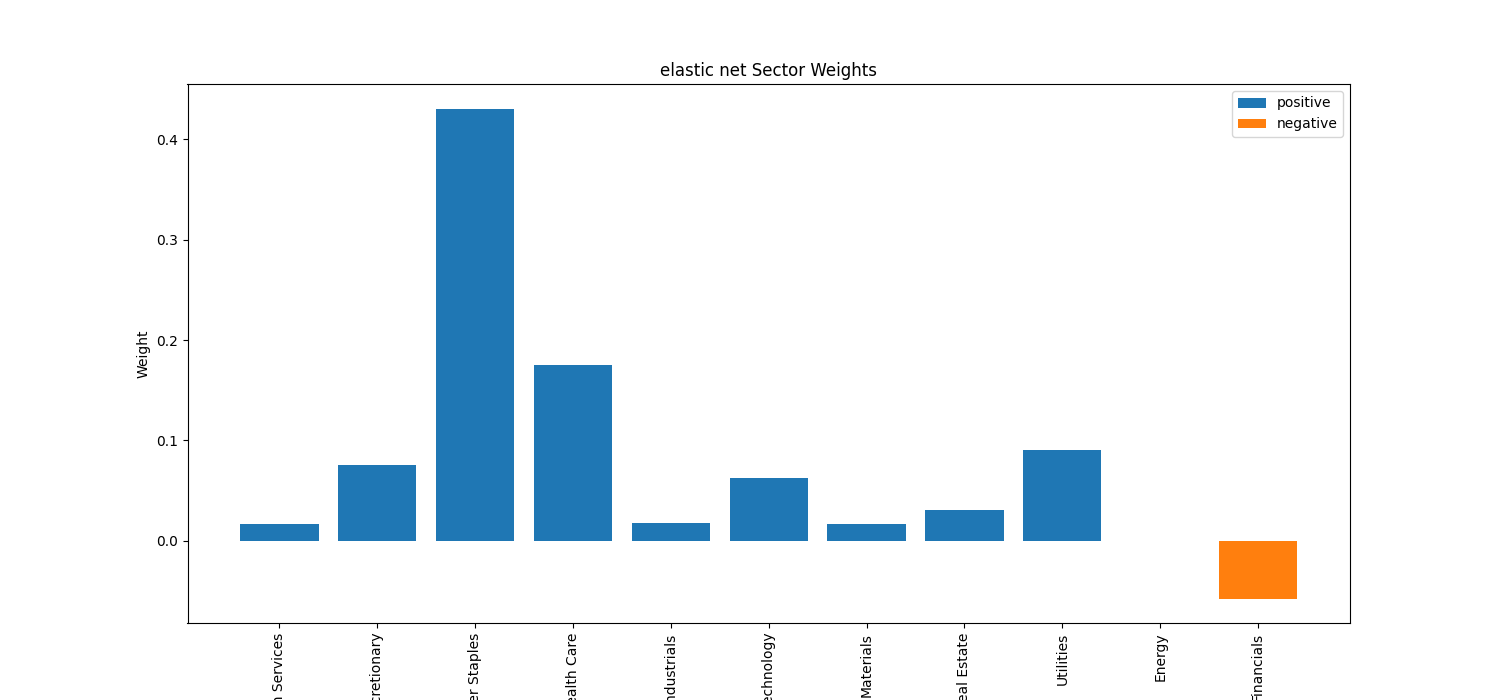 elastic net Sector Weights
positive
negative
0.4
0.3
0.2
0.1
0.0
Weight
Services
cretionary
er Staples
ealth Care
ndustrials
echnology
Materials
eal Estate
Utilities
Energy
Financials